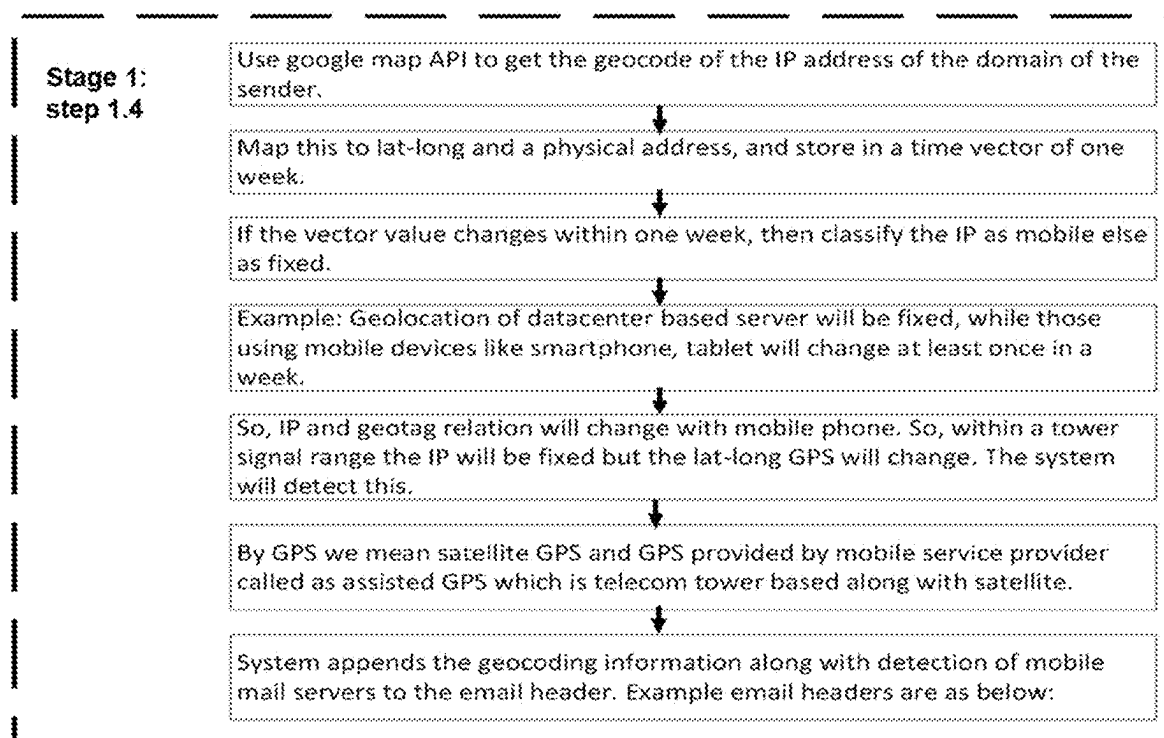 Stage 1:
step 1.4
Use google map API to get the geocode of the IP address of the domain of the
sender.
Map this to lat-long and a physical address, and store in a time vector of one
week.
If the vector value changes within one week, then classify the IP as mobile else
as fixed.
Example: Geolocation of datacenter based server will be fixed, while those
using mobile devices like smartphone, tablet will change at least once in a
week.
So, IP and geotag relation will change with mobile phone. So, within a tower
signal range the IP will be fixed but the lat-long GPS will change. The system
will detect this.
By GPS we mean satellite GPS and GPS provided by mobile service provider
called as assisted GPS which is telecom tower based along with satellite.
System appends the geocoding information along with detection of mobile
mail servers to the email header. Example email headers are as below: